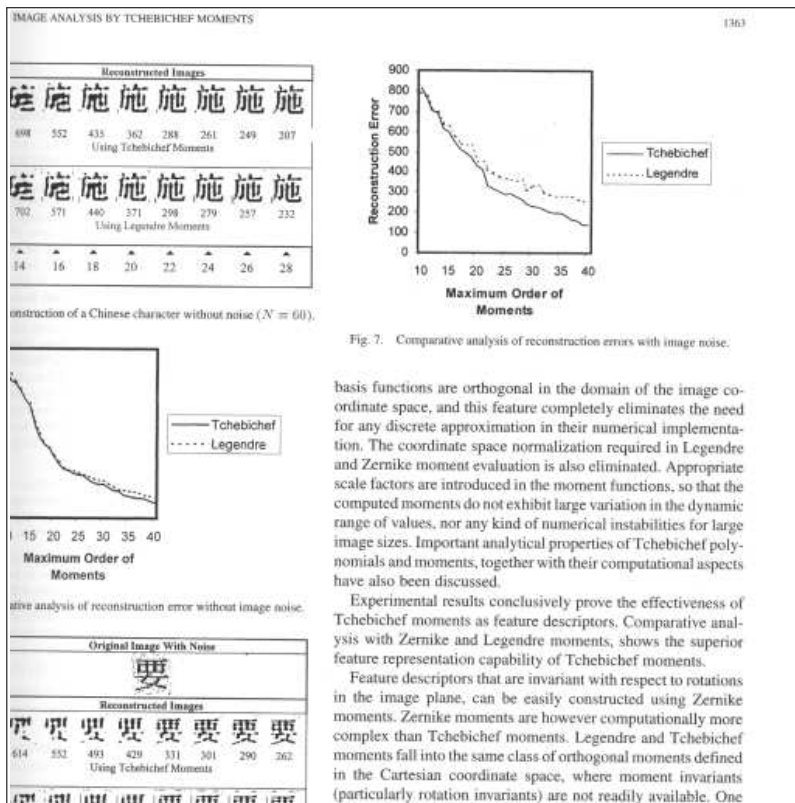 IMAGE ANALYSIS BY TCHEBICHEF MOMENTS
1363
Reconstructed Images
施 施 施 施 施 施 施 施
698 552 435 362 288 261 249 207
Using Tchebichef Moments
施 施 施 施 施 施 施 施
702 571 440 371 298 279 257 232
Using Legendre Moments
14 16 18 20 22 24 26 28
onstruction of a Chinese character without noise (N = 60).
Tchebichef
Legendre
15 20 25 30 35 40
Maximum Order of
Moments
ative analysis of reconstruction error without image noise.
Original Image With Noise
要
Reconstructed Images
要 要 要 要 要
614 552 493 429 331 301 290 262
Using Tchebichef Moments
900
800
700
600
500
400
300
200
100
0
Reconstruction Error
10 15 20 25 30 35 40
Maximum Order of
Moments
Tchebichef
Legendre
Fig. 7. Comparative analysis of reconstruction errors with image noise.
basis functions are orthogonal in the domain of the image co-
ordinate space, and this feature completely eliminates the need
for any discrete approximation in their numerical implementa-
tion. The coordinate space normalization required in Legendre
and Zernike moment evaluation is also eliminated. Appropriate
scale factors are introduced in the moment functions, so that the
computed moments do not exhibit large variation in the dynamic
range of values, nor any kind of numerical instabilities for large
image sizes. Important analytical properties of Tchebichef poly-
nomials and moments, together with their computational aspects
have also been discussed.
Experimental results conclusively prove the effectiveness of
Tchebichef moments as feature descriptors. Comparative anal-
ysis with Zernike and Legendre moments, shows the superior
feature representation capability of Tchebichef moments.
Feature descriptors that are invariant with respect to rotations
in the image plane, can be easily constructed using Zernike
moments. Zernike moments are however computationally more
complex than Tchebichef moments. Legendre and Tchebichef
moments fall into the same class of orthogonal moments defined
in the Cartesian coordinate space, where moment invariants
(particularly rotation invariants) are not readily available. One